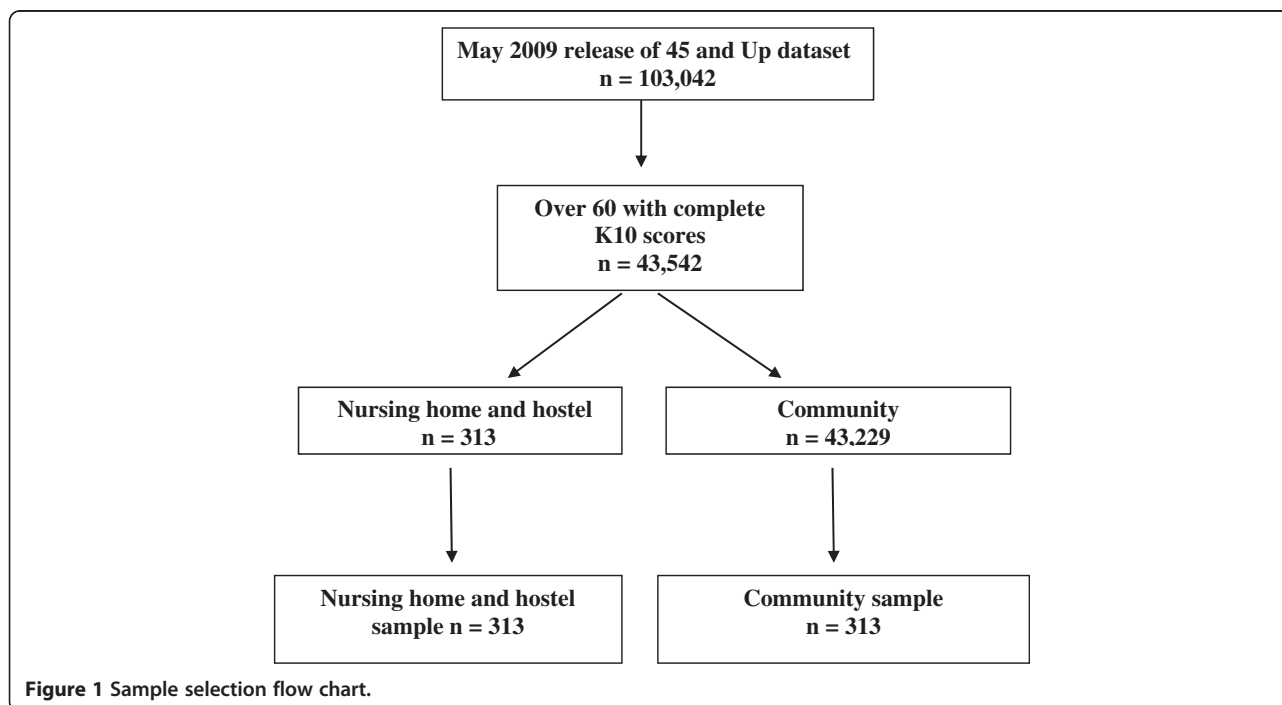 May 2009 release of 45 and Up dataset
n = 103,042
Over 60 with complete
K10 scores
n = 43,542
Nursing home and hostel
n = 313
Community
n = 43,229
Nursing home and hostel
sample n = 313
Community sample
n = 313
Figure 1 Sample selection flow chart.